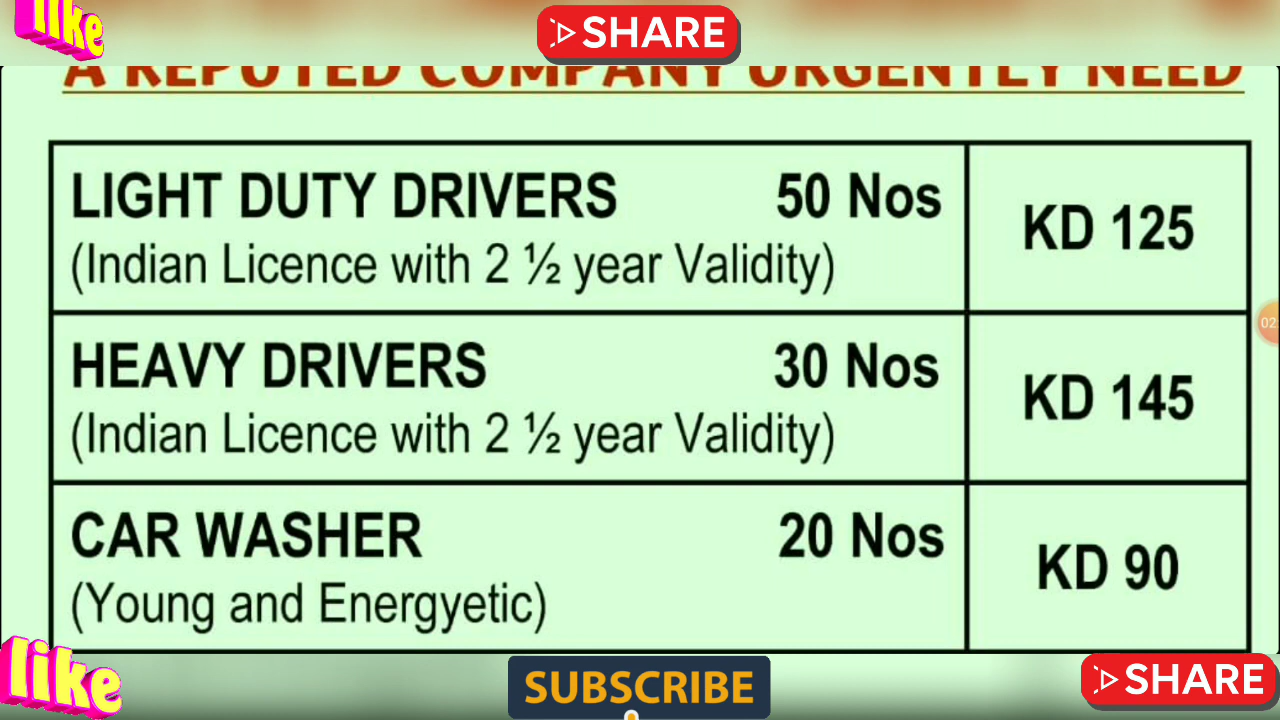 like
SHARE
A REPUTED COMPANY URGENTLY NEED
LIGHT DUTY DRIVERS 50 Nos
(Indian Licence with 2 ½ year Validity)
KD 125
HEAVY DRIVERS 30 Nos
(Indian Licence with 2 ½ year Validity)
KD 145
CAR WASHER 20 Nos
(Young and Energyetic)
KD 90
02
like
SUBSCRIBE
SHARE